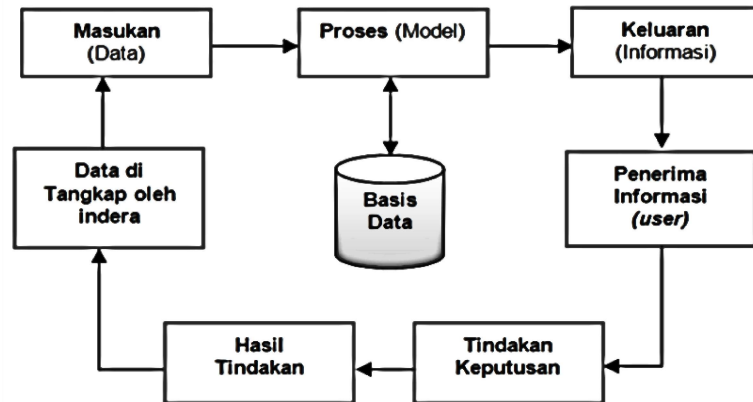 Masukan
(Data)
Proses (Model)
Keluaran
(Informasi)
Data di
Tangkap oleh
indera
Basis
Data
Penerima
Informasi
(user)
Hasil
Tindakan
Tindakan
Keputusan